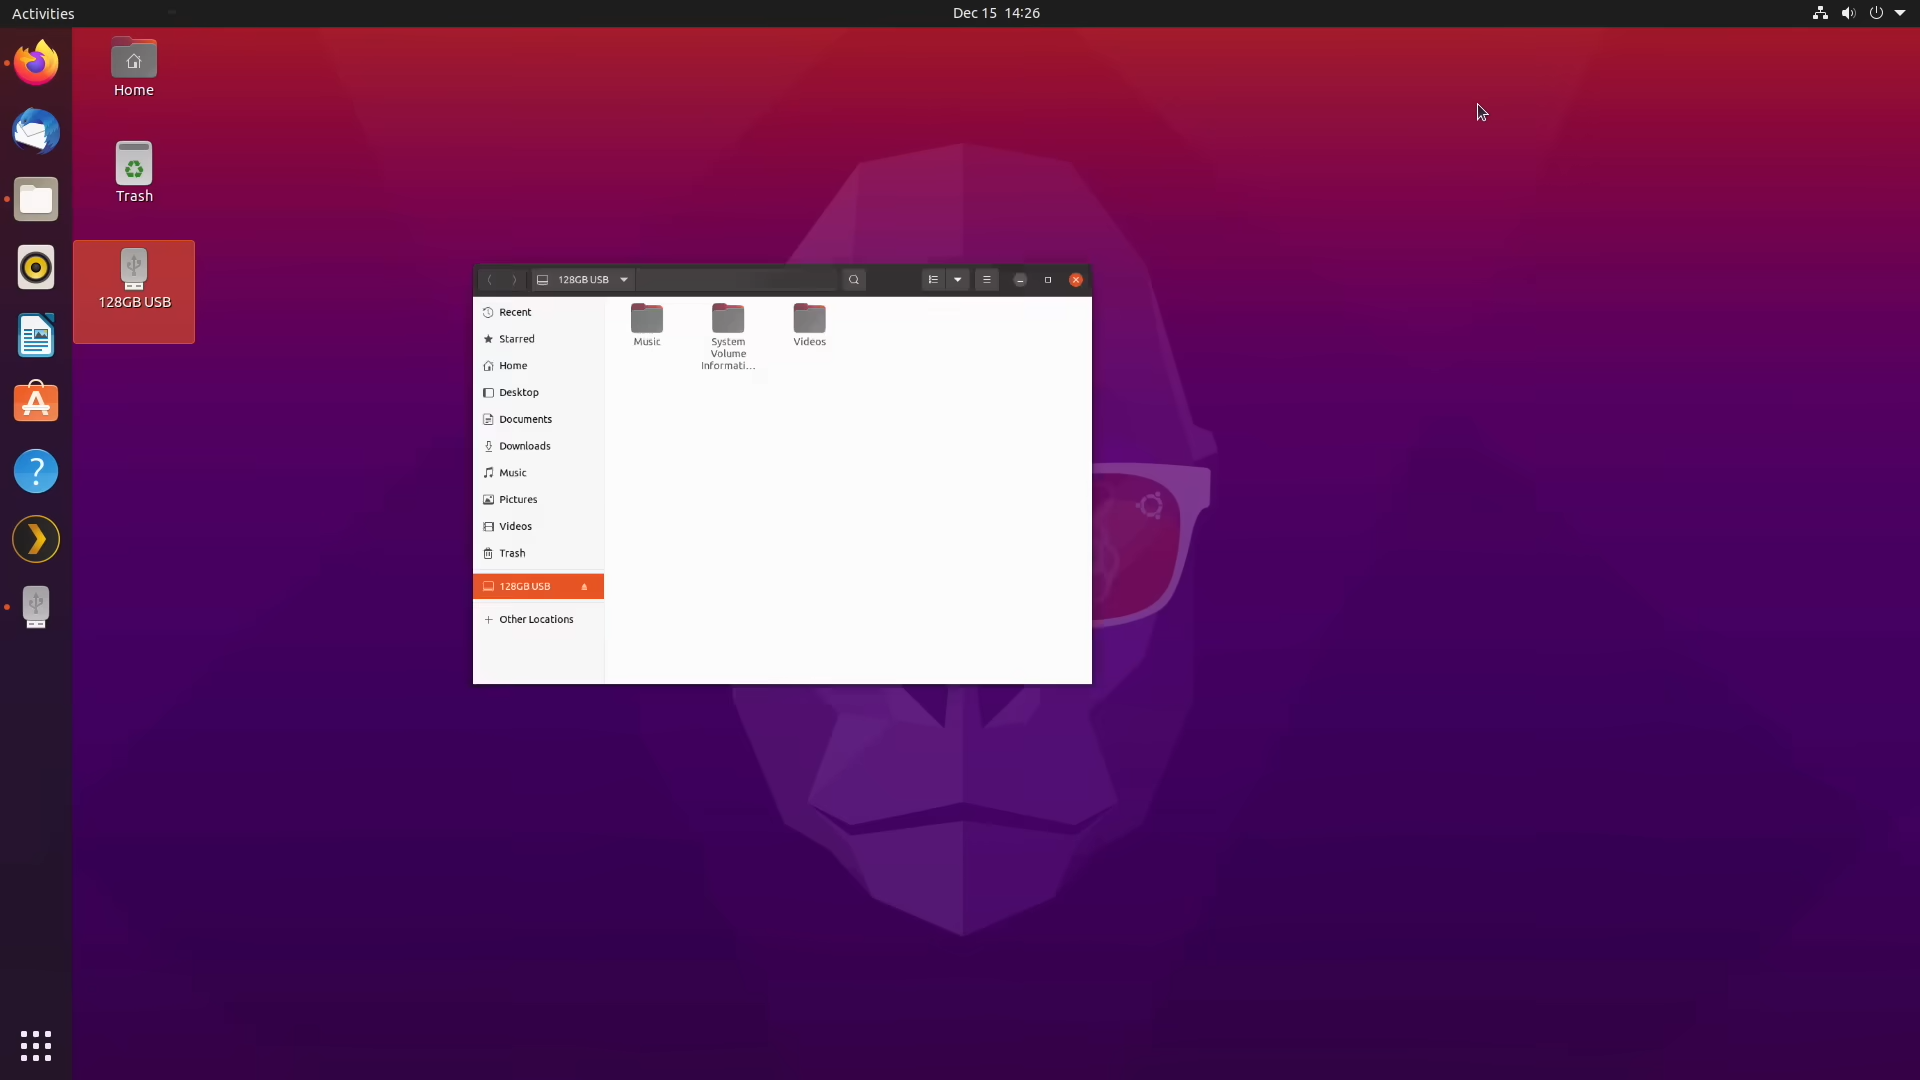 Activities
Dec 15 14:26
Home
Trash
128GB USB
128GB USB
Recent
Starred
Home
Desktop
Documents
Downloads
Music
Pictures
Videos
Trash
128GB USB
Other Locations
Music
System
Volume
Informati...
Videos